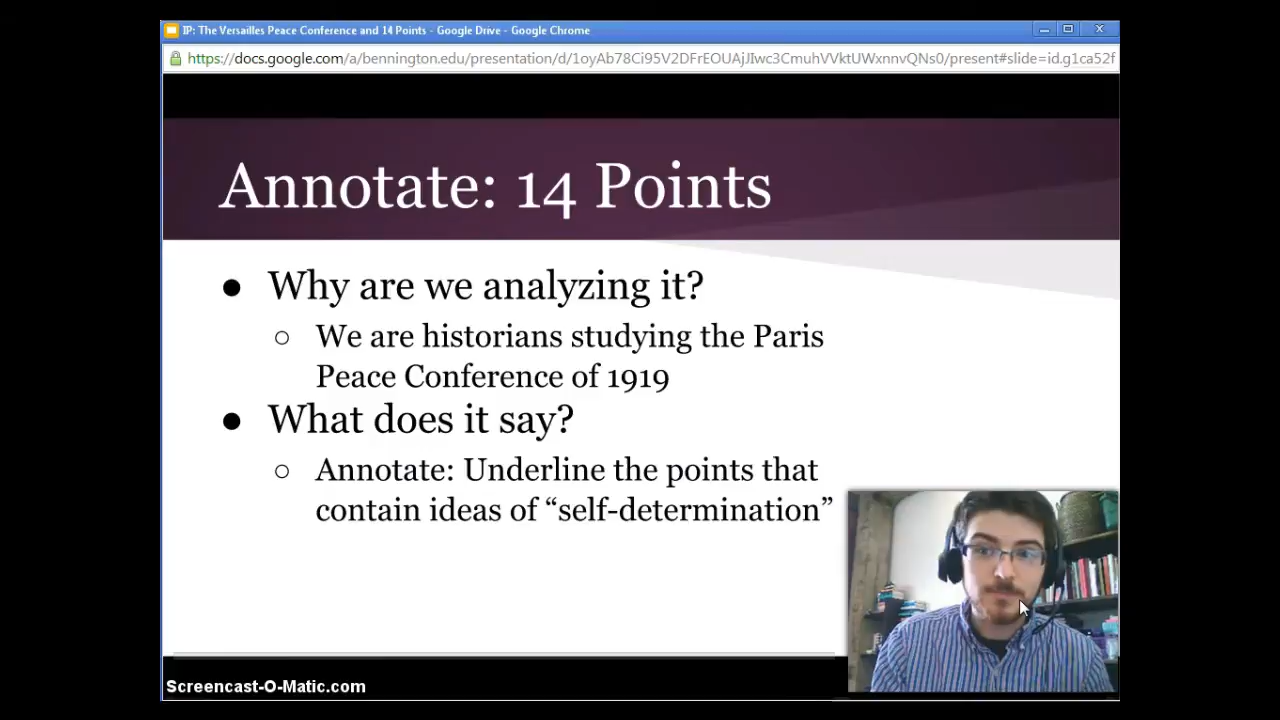 IP: The Versailles Peace Conference and 14 Points - Google Drive - Google Chrome
https://docs.google.com/a/bennington.edu/presentation/d/1oyAb78Ci95V2DFrEOUAjJIwc3CmuhVVktUWxnnvQNs0/present#slide=id.g1ca52f
Annotate: 14 Points
● Why are we analyzing it?
○ We are historians studying the Paris
Peace Conference of 1919
● What does it say?
○ Annotate: Underline the points that
contain ideas of “self-determination”
Screencast-O-Matic.com